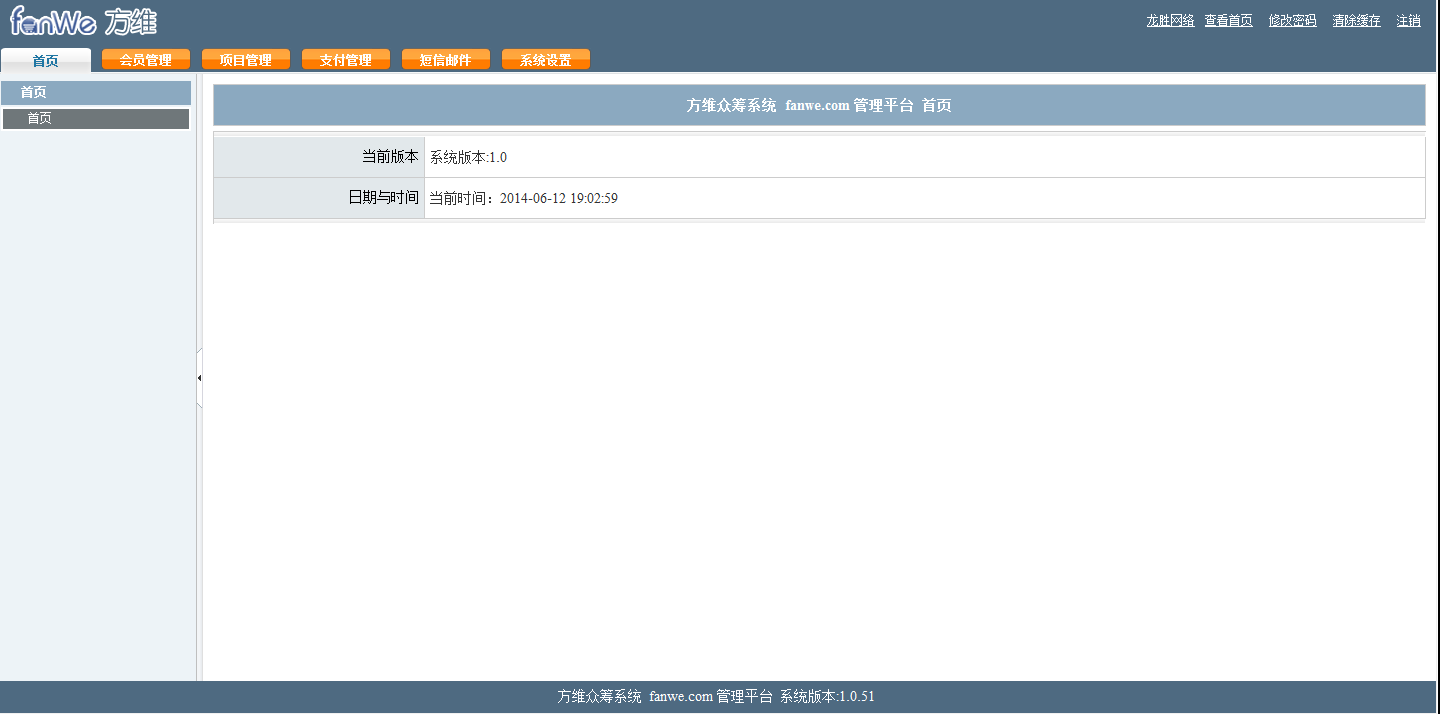 fanWe 方维
龙胜网络 查看首页 修改密码 清除缓存 注销
首页 会员管理 项目管理 支付管理 短信邮件 系统设置
首页
首页
方维众筹系统 fanwe.com 管理平台 首页
当前版本 系统版本:1.0
日期与时间 当前时间：2014-06-12 19:02:59
方维众筹系统 fanwe.com 管理平台 系统版本:1.0.51